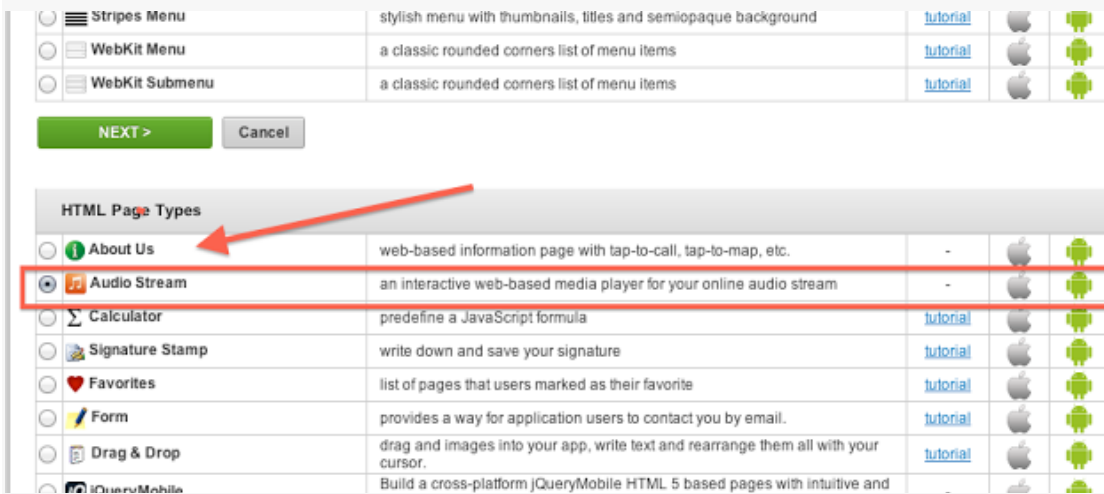 Stripes Menu stylish menu with thumbnails, titles and semiopaque background tutorial
WebKit Menu a classic rounded corners list of menu items tutorial
WebKit Submenu a classic rounded corners list of menu items tutorial
NEXT > Cancel
HTML Page Types
About Us web-based information page with tap-to-call, tap-to-map, etc. -
Audio Stream an interactive web-based media player for your online audio stream -
Σ Calculator predefine a JavaScript formula tutorial
Signature Stamp write down and save your signature tutorial
Favorites list of pages that users marked as their favorite tutorial
Form provides a way for application users to contact you by email. tutorial
Drag & Drop drag and images into your app, write text and rearrange them all with your tutorial
cursor.
jQueryMobile Build a cross-platform jQueryMobile HTML 5 based pages with intuitive and